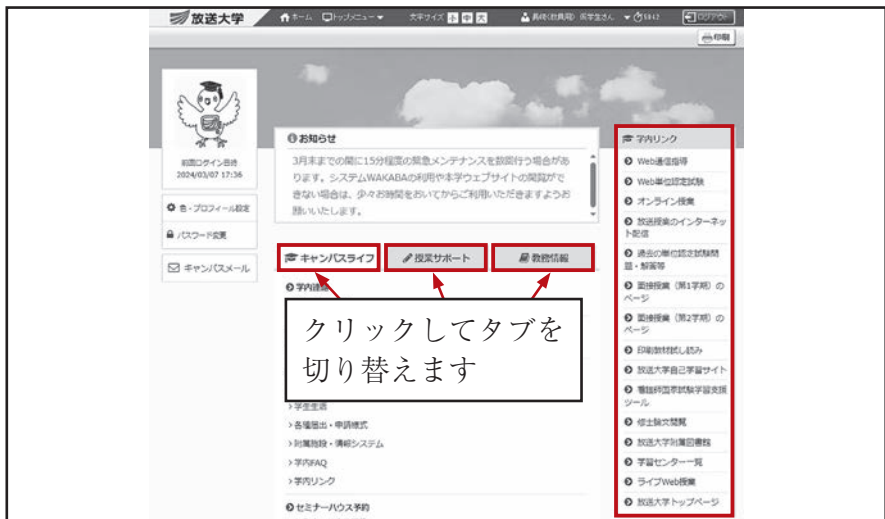 放送大学
ホーム トップメニュー
文字サイズ 小 中 大
ログアウト
印刷
前回ログイン日時
2024/03/07 17:36
色・プロフィール設定
パスワード変更
キャンパスメール
お知らせ
3月末までの間に15分程度の緊急メンテナンスを数回行う場合があ
ります。システムWAKABAの利用や本学ウェブサイトの閲覧がで
きない場合は、少々お時間をおいてからご利用いただきますようお
願いいたします。
キャンパスライフ
授業サポート
教務情報
学内連絡
クリックしてタブを
切り替えます
学生生活
各種届出・申請様式
附属施設・情報システム
学内FAQ
学内リンク
セミナーハウス予約
学内リンク
Web通信指導
Web単位認定試験
オンライン授業
放送授業のインターネッ
ト配信
過去の単位認定試験問
題・解答等
面接授業（第1学期）の
ページ
面接授業（第2学期）の
ページ
印刷教材試し読み
放送大学自己学習サイト
看護師国家試験学習支援
ツール
修士論文閲覧
放送大学附属図書館
学習センター一覧
ライブWeb授業
放送大学トップページ